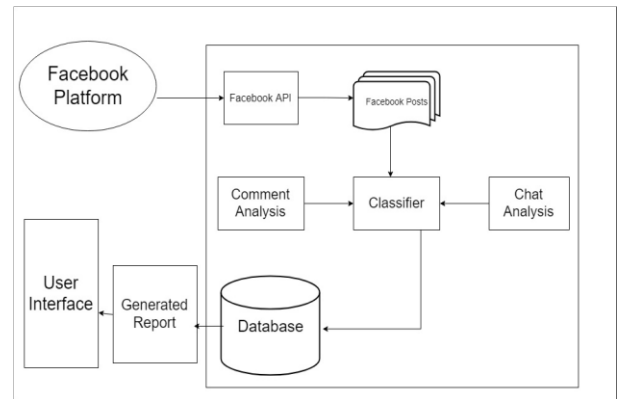 Facebook
Platform
Facebook API
Facebook Posts
Comment
Analysis
Classifier
Chat
Analysis
User
Interface
Generated
Report
Database